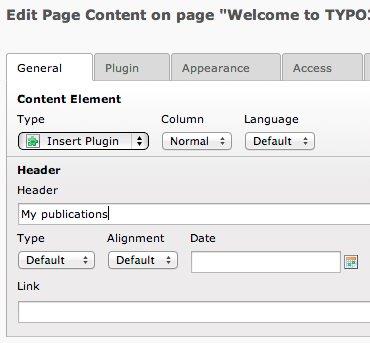 Edit Page Content on page "Welcome to TYPO3
General Plugin Appearance Access
Content Element
Type Column Language
Insert Plugin Normal Default
Header
Header
My publications
Type Alignment Date
Default Default
Link